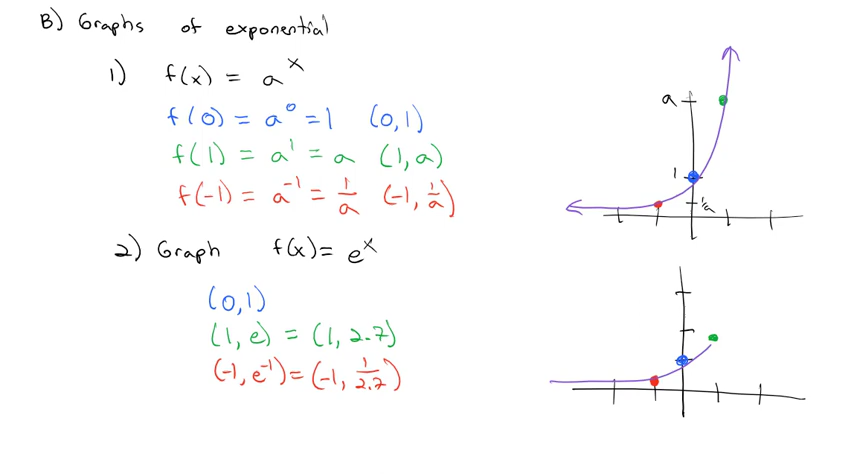 B) Graphs of exponential
1) f(x) = a^x
f(0) = a^0 = 1 (0,1)
f(1) = a^1 = a (1, a)
f(-1) = a^-1 = 1/a (-1, 1/a)
a
1
1/a
2) Graph f(x) = e^x
(0,1)
(1, e) = (1, 2.7)
(-1, e^-1) = (-1, 1/2.7)